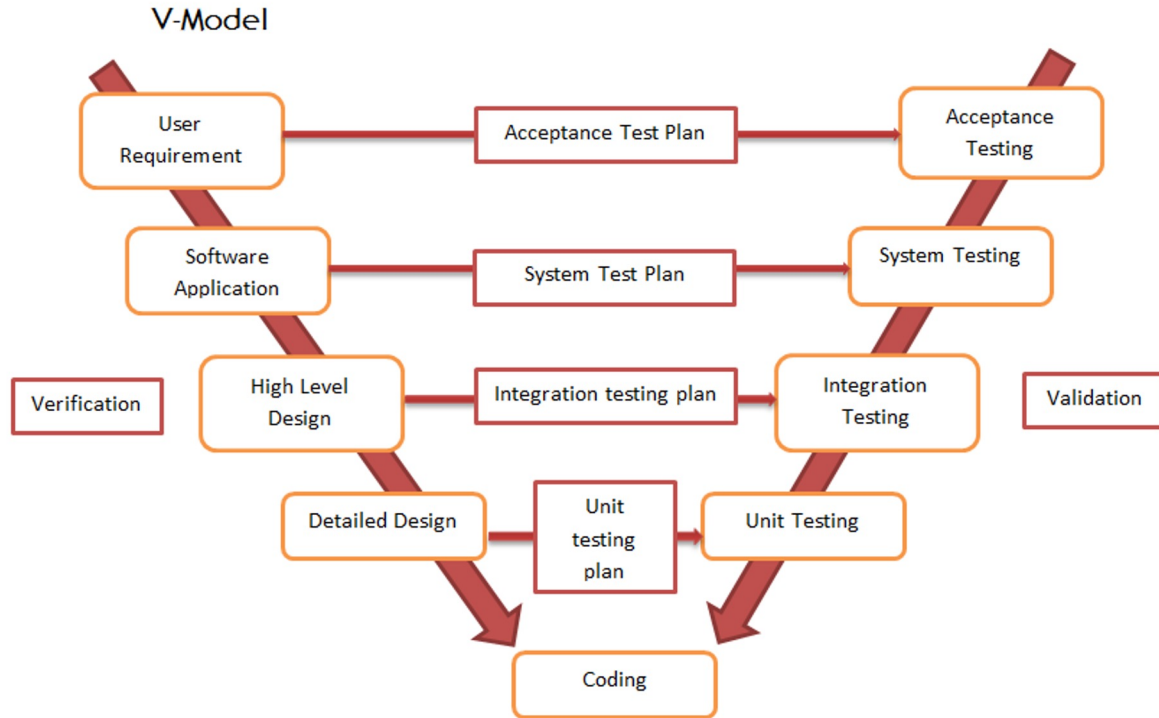 V-Model
User
Requirement
Acceptance Test Plan
Acceptance
Testing
Software
Application
System Test Plan
System Testing
Verification
High Level
Design
Integration testing plan
Integration
Testing
Validation
Detailed Design
Unit
testing
plan
Unit Testing
Coding